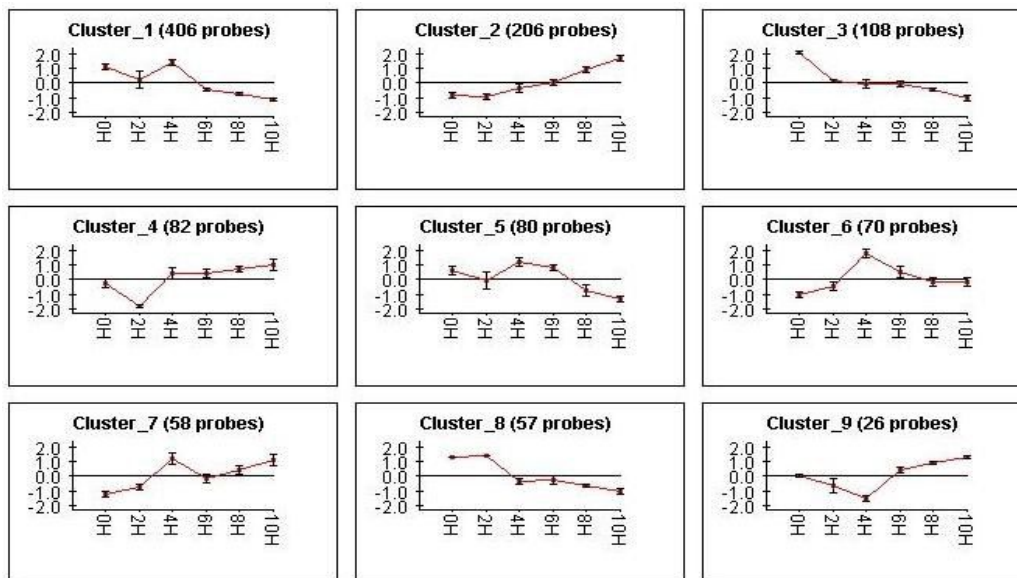 Cluster_1 (406 probes)
2.0
1.0
0.0
-1.0
-2.0
0H
2H
4H
6H
8H
10H
Cluster_2 (206 probes)
2.0
1.0
0.0
-1.0
-2.0
0H
2H
4H
6H
8H
10H
Cluster_3 (108 probes)
2.0
1.0
0.0
-1.0
-2.0
0H
2H
4H
6H
8H
10H
Cluster_4 (82 probes)
2.0
1.0
0.0
-1.0
-2.0
0H
2H
4H
6H
8H
10H
Cluster_5 (80 probes)
2.0
1.0
0.0
-1.0
-2.0
0H
2H
4H
6H
8H
10H
Cluster_6 (70 probes)
2.0
1.0
0.0
-1.0
-2.0
0H
2H
4H
6H
8H
10H
Cluster_7 (58 probes)
2.0
1.0
0.0
-1.0
-2.0
0H
2H
4H
6H
8H
10H
Cluster_8 (57 probes)
2.0
1.0
0.0
-1.0
-2.0
0H
2H
4H
6H
8H
10H
Cluster_9 (26 probes)
2.0
1.0
0.0
-1.0
-2.0
0H
2H
4H
6H
8H
10H